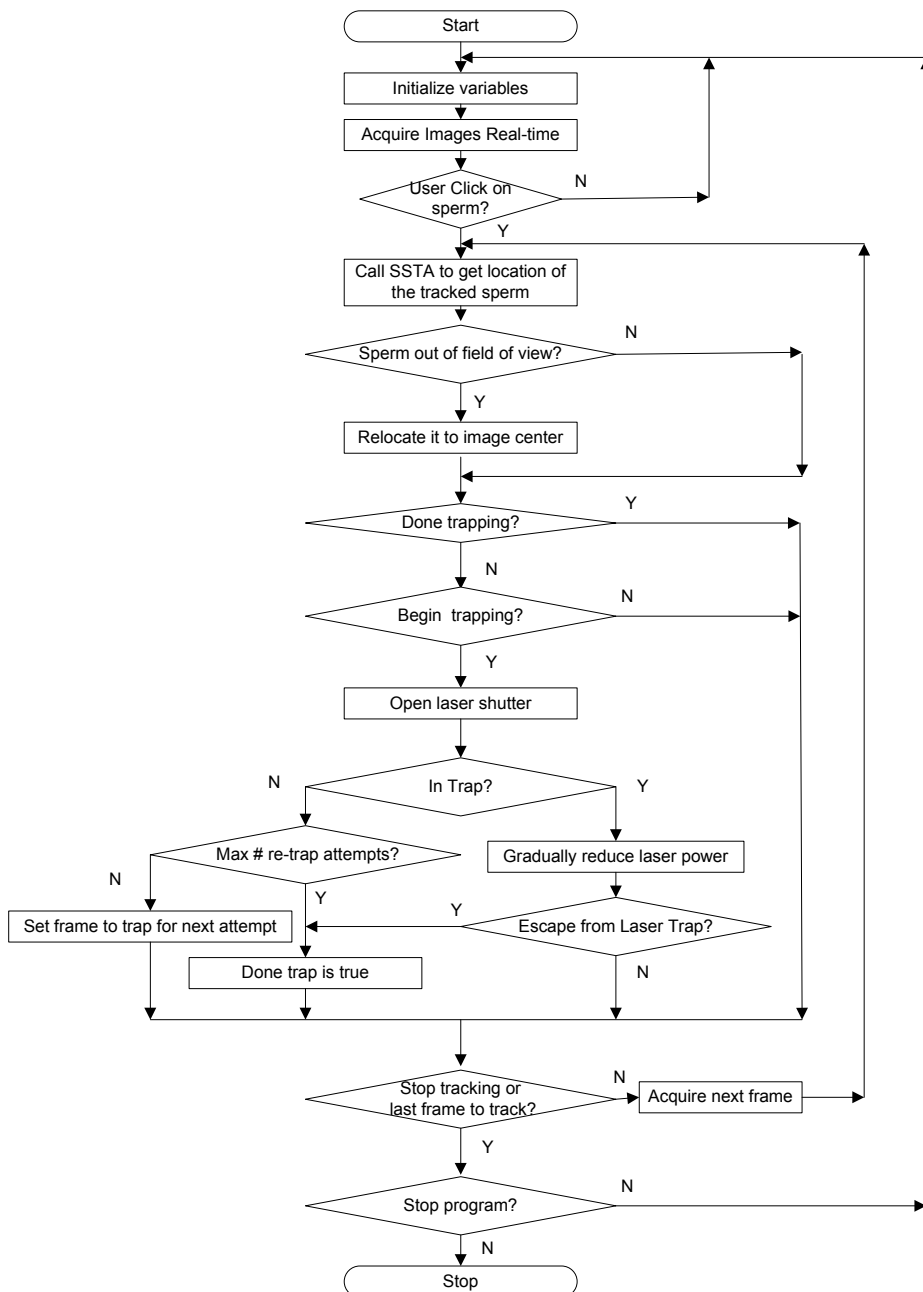 Start
Initialize variables
Acquire Images Real-time
User Click on
sperm?
N
Y
Call SSTA to get location of
the tracked sperm
N
Sperm out of field of view?
Y
Relocate it to image center
Y
Done trapping?
N
N
Begin trapping?
Y
Open laser shutter
N
In Trap?
Y
Max # re-trap attempts?
Gradually reduce laser power
N
Y
Y
Set frame to trap for next attempt
Escape from Laser Trap?
Done trap is true
N
Stop tracking or
last frame to track?
N
Acquire next frame
Y
N
Stop program?
N
Stop